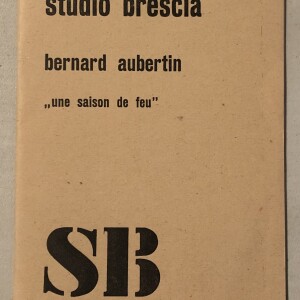 studio brescia
bernard aubertin
„une saison de feu"
SB